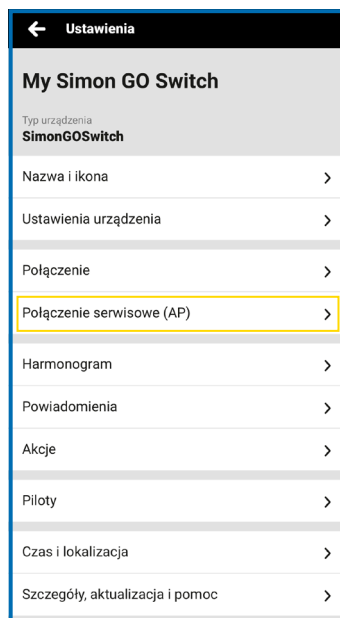 Ustawienia
My Simon GO Switch
Typ urządzenia
SimonGOSwitch
Nazwa i ikona
Ustawienia urządzenia
Połączenie
Połączenie serwisowe (AP)
Harmonogram
Powiadomienia
Akcje
Piloty
Czas i lokalizacja
Szczegóły, aktualizacja i pomoc